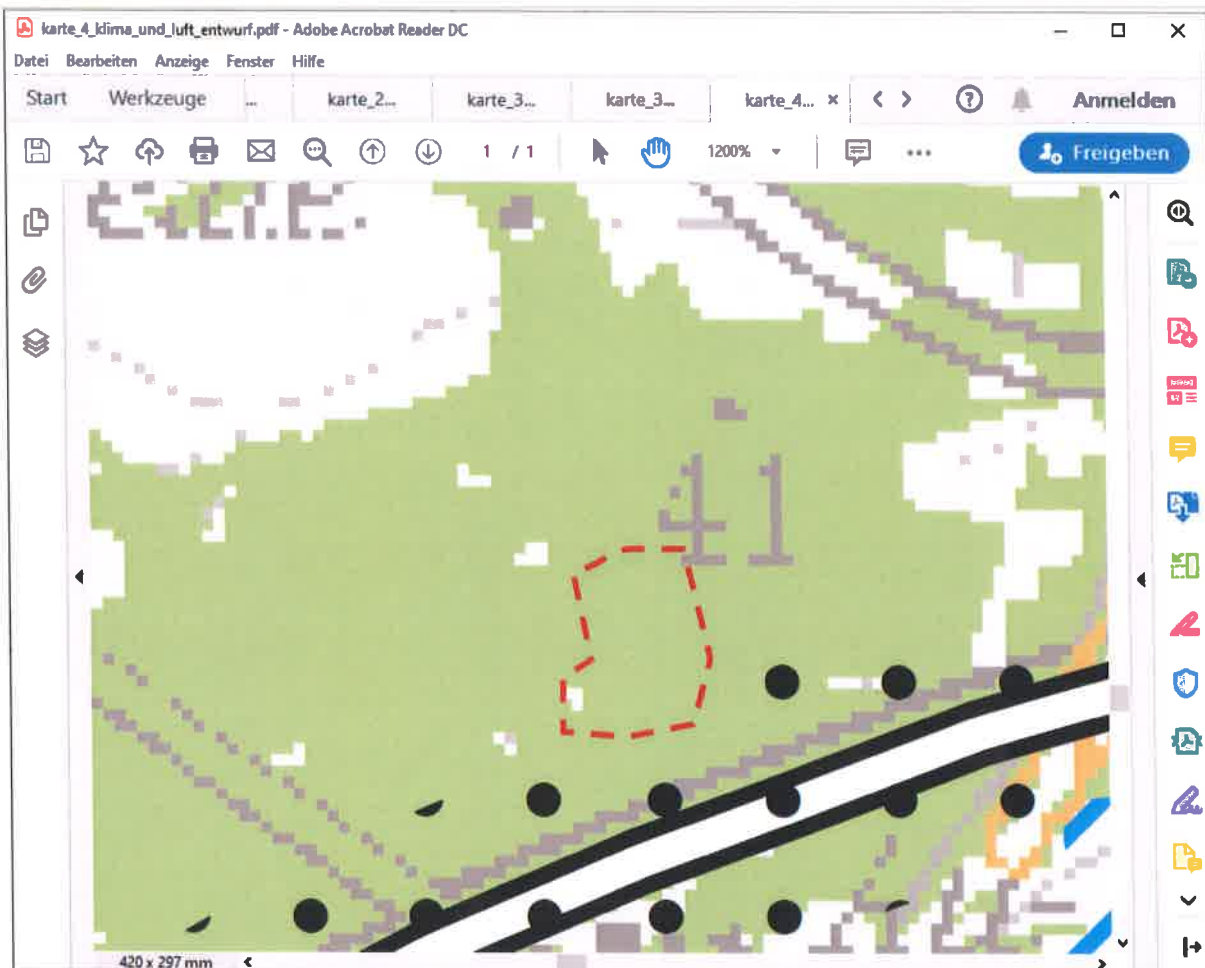 karte_4_klima_und_luft_entwurf.pdf - Adobe Acrobat Reader DC
Datei Bearbeiten Anzeige Fenster Hilfe
Start Werkzeuge ... karte_2... karte_3... karte_3... karte_4... × ? Anmelden
1 / 1 1200% ... Freigeben
41
420 x 297 mm